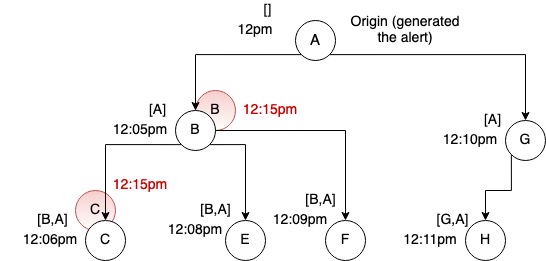 []
12pm
A
Origin (generated
the alert)
[A]
12:05pm
B
B
12:15pm
[A]
12:10pm
G
12:15pm
[B,A]
12:06pm
C
C
[B,A]
12:08pm
E
[B,A]
12:09pm
F
[G,A]
12:11pm
H